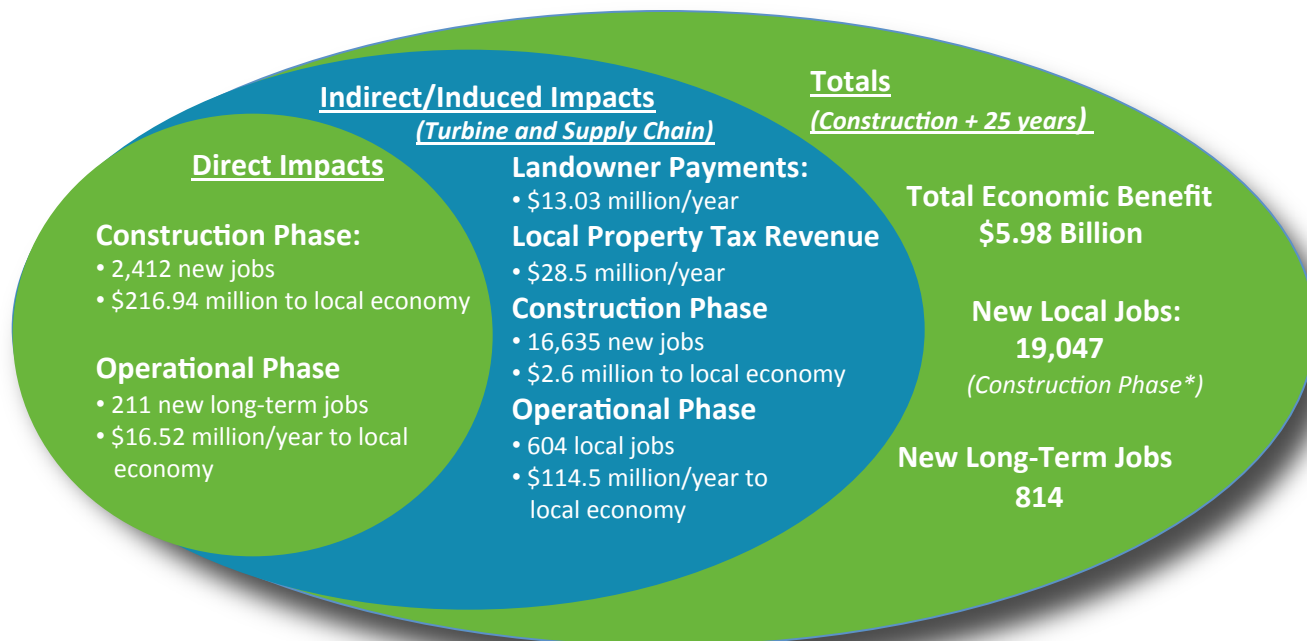 Direct Impacts
Construction Phase:
• 2,412 new jobs
• $216.94 million to local economy
Operational Phase
• 211 new long-term jobs
• $16.52 million/year to local
economy
Indirect/Induced Impacts
(Turbine and Supply Chain)
Landowner Payments:
• $13.03 million/year
Local Property Tax Revenue
• $28.5 million/year
Construction Phase
• 16,635 new jobs
• $2.6 million to local economy
Operational Phase
• 604 local jobs
• $114.5 million/year to
local economy
Totals
(Construction + 25 years)
Total Economic Benefit
$5.98 Billion
New Local Jobs:
19,047
(Construction Phase*)
New Long-Term Jobs
814